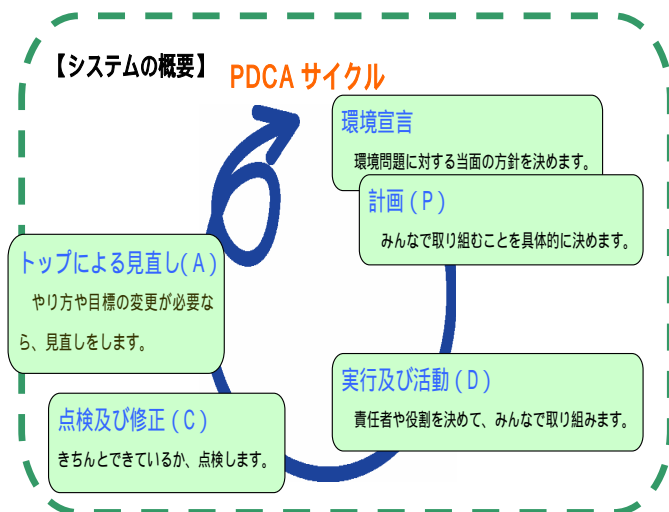 【システムの概要】
PDCA サイクル
環境宣言
環境問題に対する当面の方針を決めます。
計画（P）
みんなで取り組むことを具体的に決めます。
実行及び活動（D）
責任者や役割を決めて、みんなで取り組みます。
点検及び修正（C）
きちんとできているか、点検します。
トップによる見直し(A)
やり方や目標の変更が必要な
ら、見直しをします。